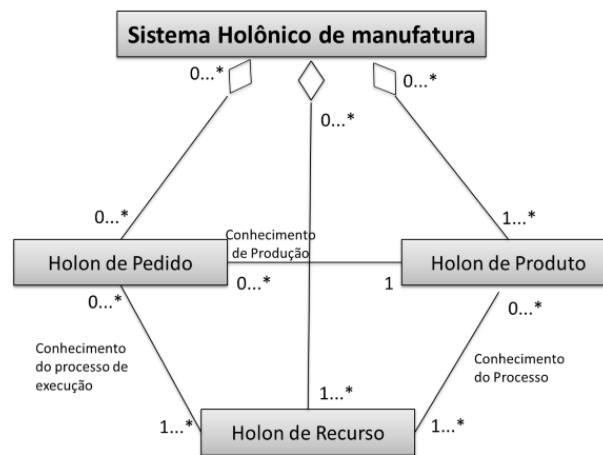 Sistema Holônico de manufatura
0...*
0...*
0...*
0...*
Conhecimento
de Produção
1...*
Holon de Pedido
Holon de Produto
0...*
1
0...*
0...*
Conhecimento
do processo de
execução
Conhecimento
do Processo
1...*
1...*
1...*
Holon de Recurso